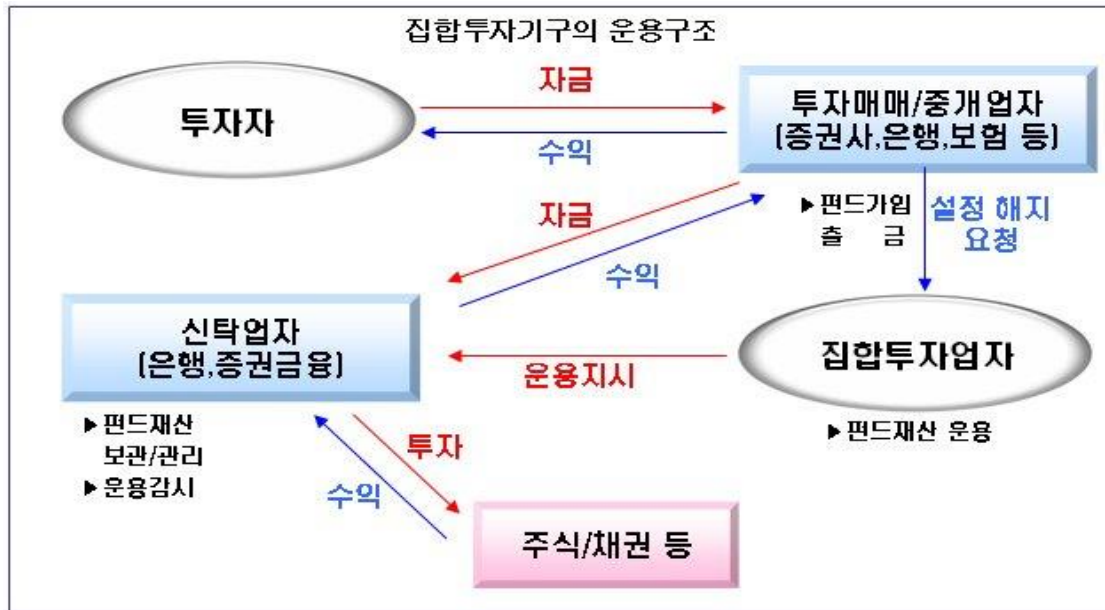 집합투자기구의 운용구조
투자자
자금
수익
투자매매/중개업자
(증권사,은행,보험 등)
▶펀드가입
출 금
설정 해지
요청
자금
수익
신탁업자
(은행,증권금융)
▶펀드재산
보관/관리
▶운용감시
운용지시
집합투자업자
▶펀드재산 운용
투자
수익
주식/채권 등